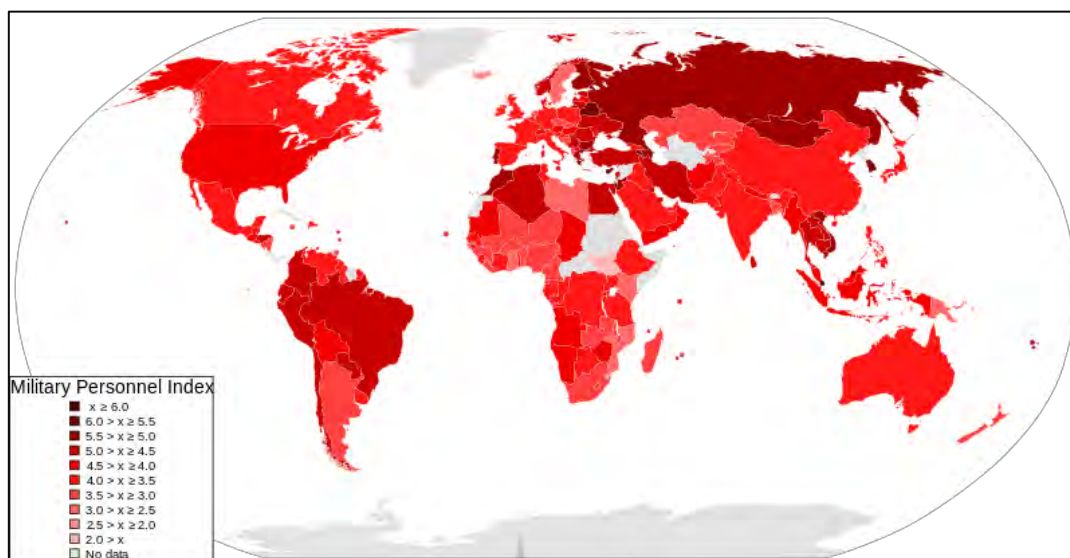 Military Personnel Index
x ≥ 6.0
6.0 > x ≥ 5.5
5.5 > x ≥ 5.0
5.0 > x ≥ 4.5
4.5 > x ≥ 4.0
4.0 > x ≥ 3.5
3.5 > x ≥ 3.0
3.0 > x ≥ 2.5
2.5 > x ≥ 2.0
2.0 > x
No data